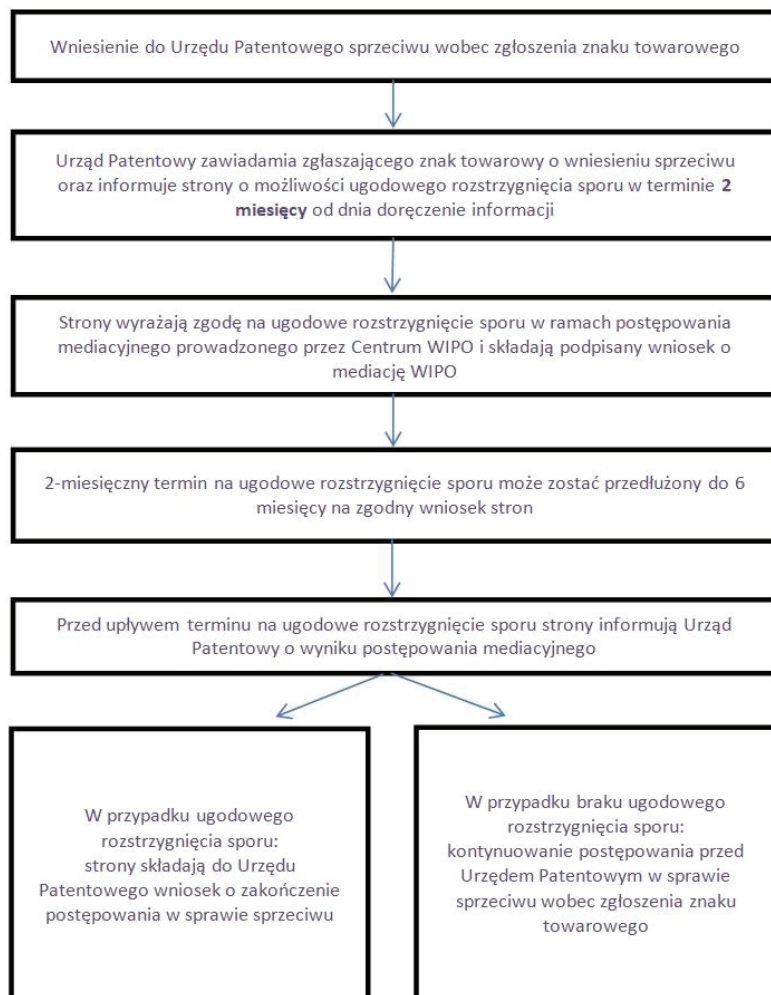 Wniesienie do Urzędu Patentowego sprzeciwu wobec zgłoszenia znaku towarowego
Urząd Patentowy zawiadamia zgłaszającego znak towarowy o wniesieniu sprzeciwu
oraz informuje strony o możliwości ugodowego rozstrzygnięcia sporu w terminie 2
miesięcy od dnia doręczenie informacji
Strony wyrażają zgodę na ugodowe rozstrzygnięcie sporu w ramach postępowania
mediacyjnego prowadzonego przez Centrum WIPO i składają podpisany wniosek o
mediację WIPO
2-miesięczny termin na ugodowe rozstrzygnięcie sporu może zostać przedłużony do 6
miesięcy na zgodny wniosek stron
Przed upływem terminu na ugodowe rozstrzygnięcie sporu strony informują Urząd
Patentowy o wyniku postępowania mediacyjnego
W przypadku ugodowego
rozstrzygnięcia sporu:
strony składają do Urzędu
Patentowego wniosek o zakończenie
postępowania w sprawie sprzeciwu
W przypadku braku ugodowego
rozstrzygnięcia sporu:
kontynuowanie postępowania przed
Urzędem Patentowym w sprawie
sprzeciwu wobec zgłoszenia znaku
towarowego